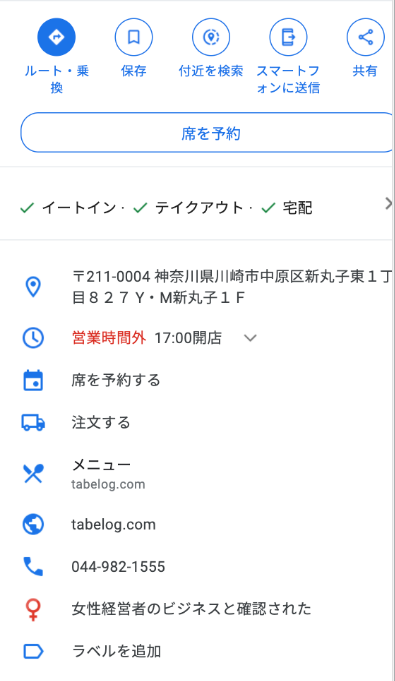 ルート・乗
換
保存
付近を検索
スマートフ
ォンに送信
共有
席を予約
イートイン · テイクアウト · 宅配
〒211-0004 神奈川県川崎市中原区新丸子東１丁
目８２７ Y・M新丸子１F
営業時間外 17:00開店
席を予約する
注文する
メニュー
tabelog.com
tabelog.com
044-982-1555
女性経営者のビジネスと確認された
ラベルを追加